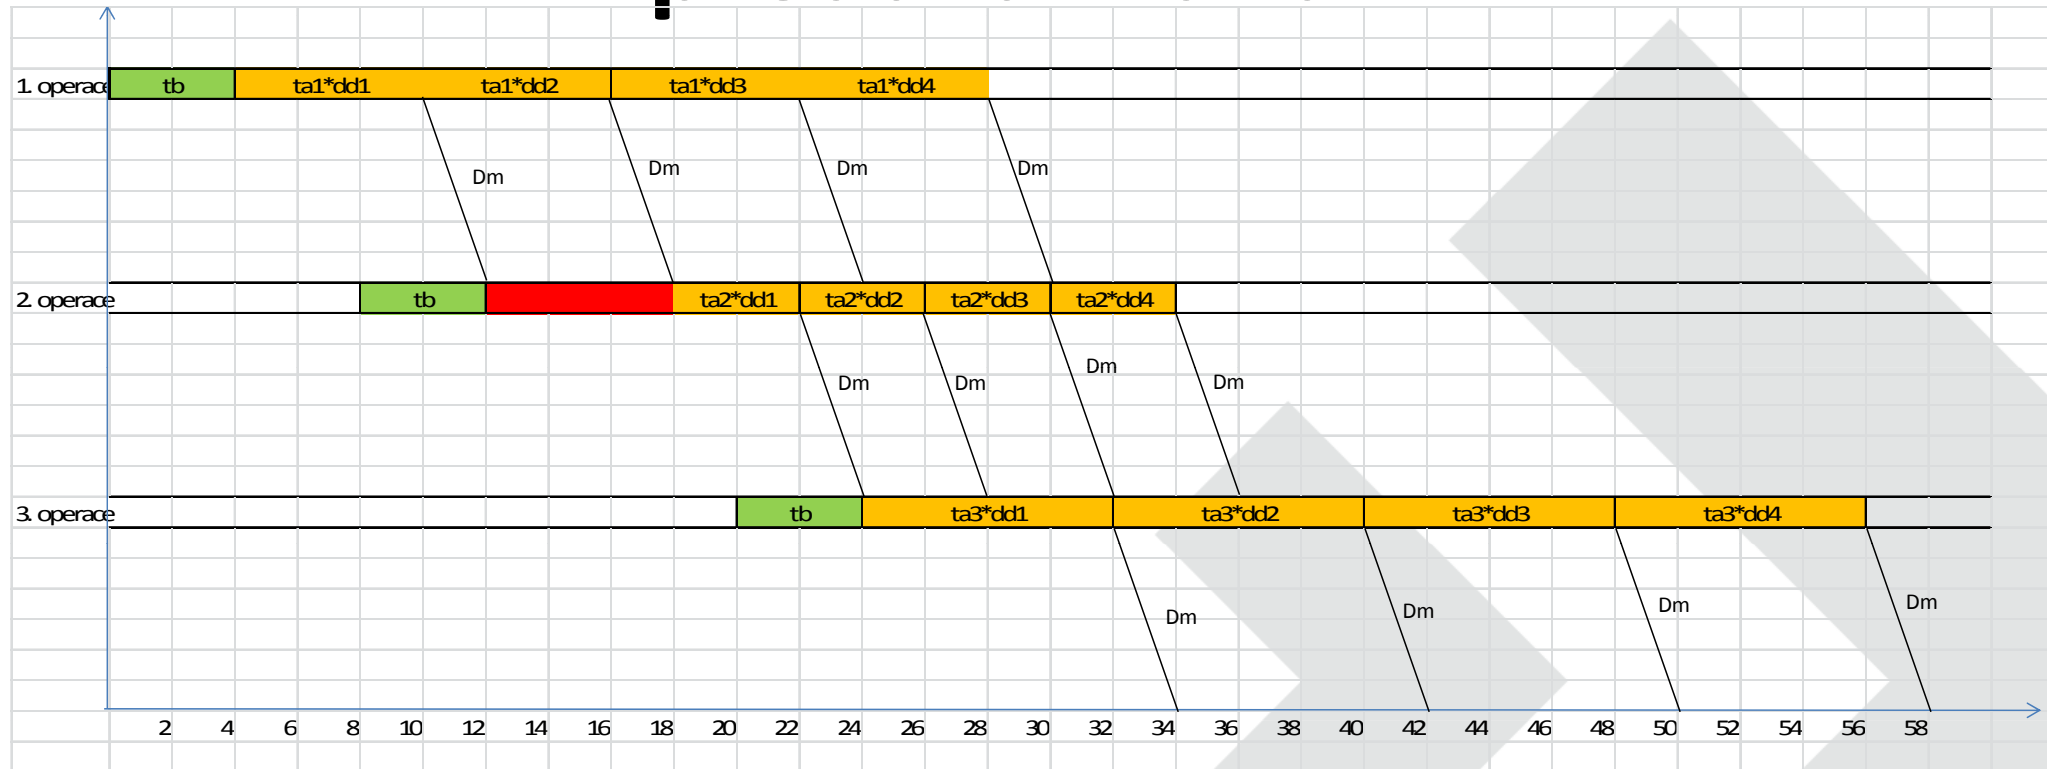 1. operace tb ta1*dd1 ta1*dd2 ta1*dd3 ta1*dd4
Dm Dm Dm Dm
2. operace tb ta2*dd1 ta2*dd2 ta2*dd3 ta2*dd4
Dm Dm Dm Dm
3. operace tb ta3*dd1 ta3*dd2 ta3*dd3 ta3*dd4
Dm Dm Dm Dm
2 4 6 8 10 12 14 16 18 20 22 24 26 28 30 32 34 36 38 40 42 44 46 48 50 52 54 56 58